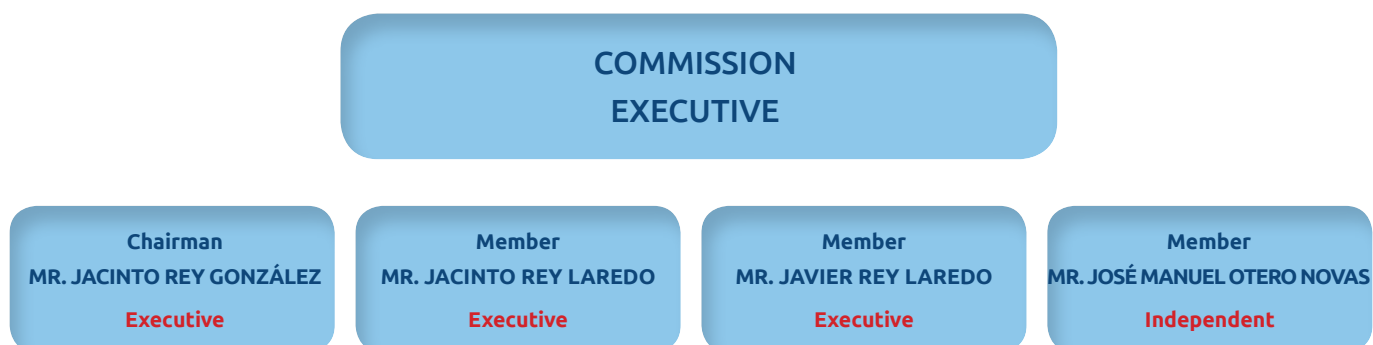 COMMISSION
EXECUTIVE
Chairman
MR. JACINTO REY GONZÁLEZ
Executive
Member
MR. JACINTO REY LAREDO
Executive
Member
MR. JAVIER REY LAREDO
Executive
Member
MR. JOSÉ MANUEL OTERO NOVAS
Independent